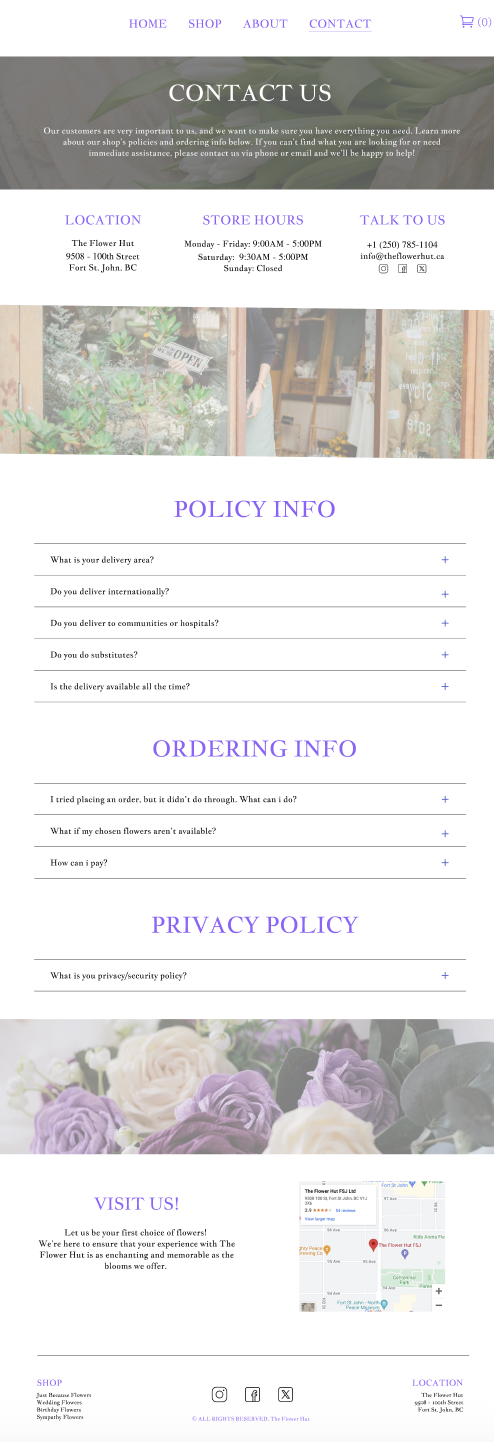 HOME SHOP ABOUT CONTACT (0)
CONTACT US
Our customers are very important to us, and we want to make sure you have everything you need. Learn more
about our shop's policies and ordering info below. If you can't find what you are looking for or need
immediate assistance, please contact us via phone or email and we'll be happy to help!
LOCATION
The Flower Hut
9508 - 100th Street
Fort St. John, BC
STORE HOURS
Monday - Friday: 9:00AM - 5:00PM
Saturday: 9:30AM - 5:00PM
Sunday: Closed
TALK TO US
+1 (250) 785-1104
info@theflowerhut.ca
OPEN
POLICY INFO
What is your delivery area? +
Do you deliver internationally? +
Do you deliver to communities or hospitals? +
Do you do substitutes? +
Is the delivery available all the time? +
ORDERING INFO
I tried placing an order, but it didn't do through. What can i do? +
What if my chosen flowers aren't available? +
How can i pay? +
PRIVACY POLICY
What is you privacy/security policy? +
VISIT US!
Let us be your first choice of flowers!
We're here to ensure that your experience with The
Flower Hut is as enchanting and memorable as the
blooms we offer.
The Flower Hut FSJ Ltd
9508 100 St, Fort St John, BC V1J
3.9 54 reviews
View larger map
Fort St John
97 Ave
96 Ave
The Flower Hut FSJ
Kids Arena
95 Ave
95 Ave
Centennial
Park
94 Ave
Fort St John - North
Peace Museum
94 Ave
+
−
SHOP
Just Because Flowers
Wedding Flowers
Birthday Flowers
Sympathy Flowers
© ALL RIGHTS RESERVED, The Flower Hut
LOCATION
The Flower Hut
9508 - 100th Street
Fort St. John, BC